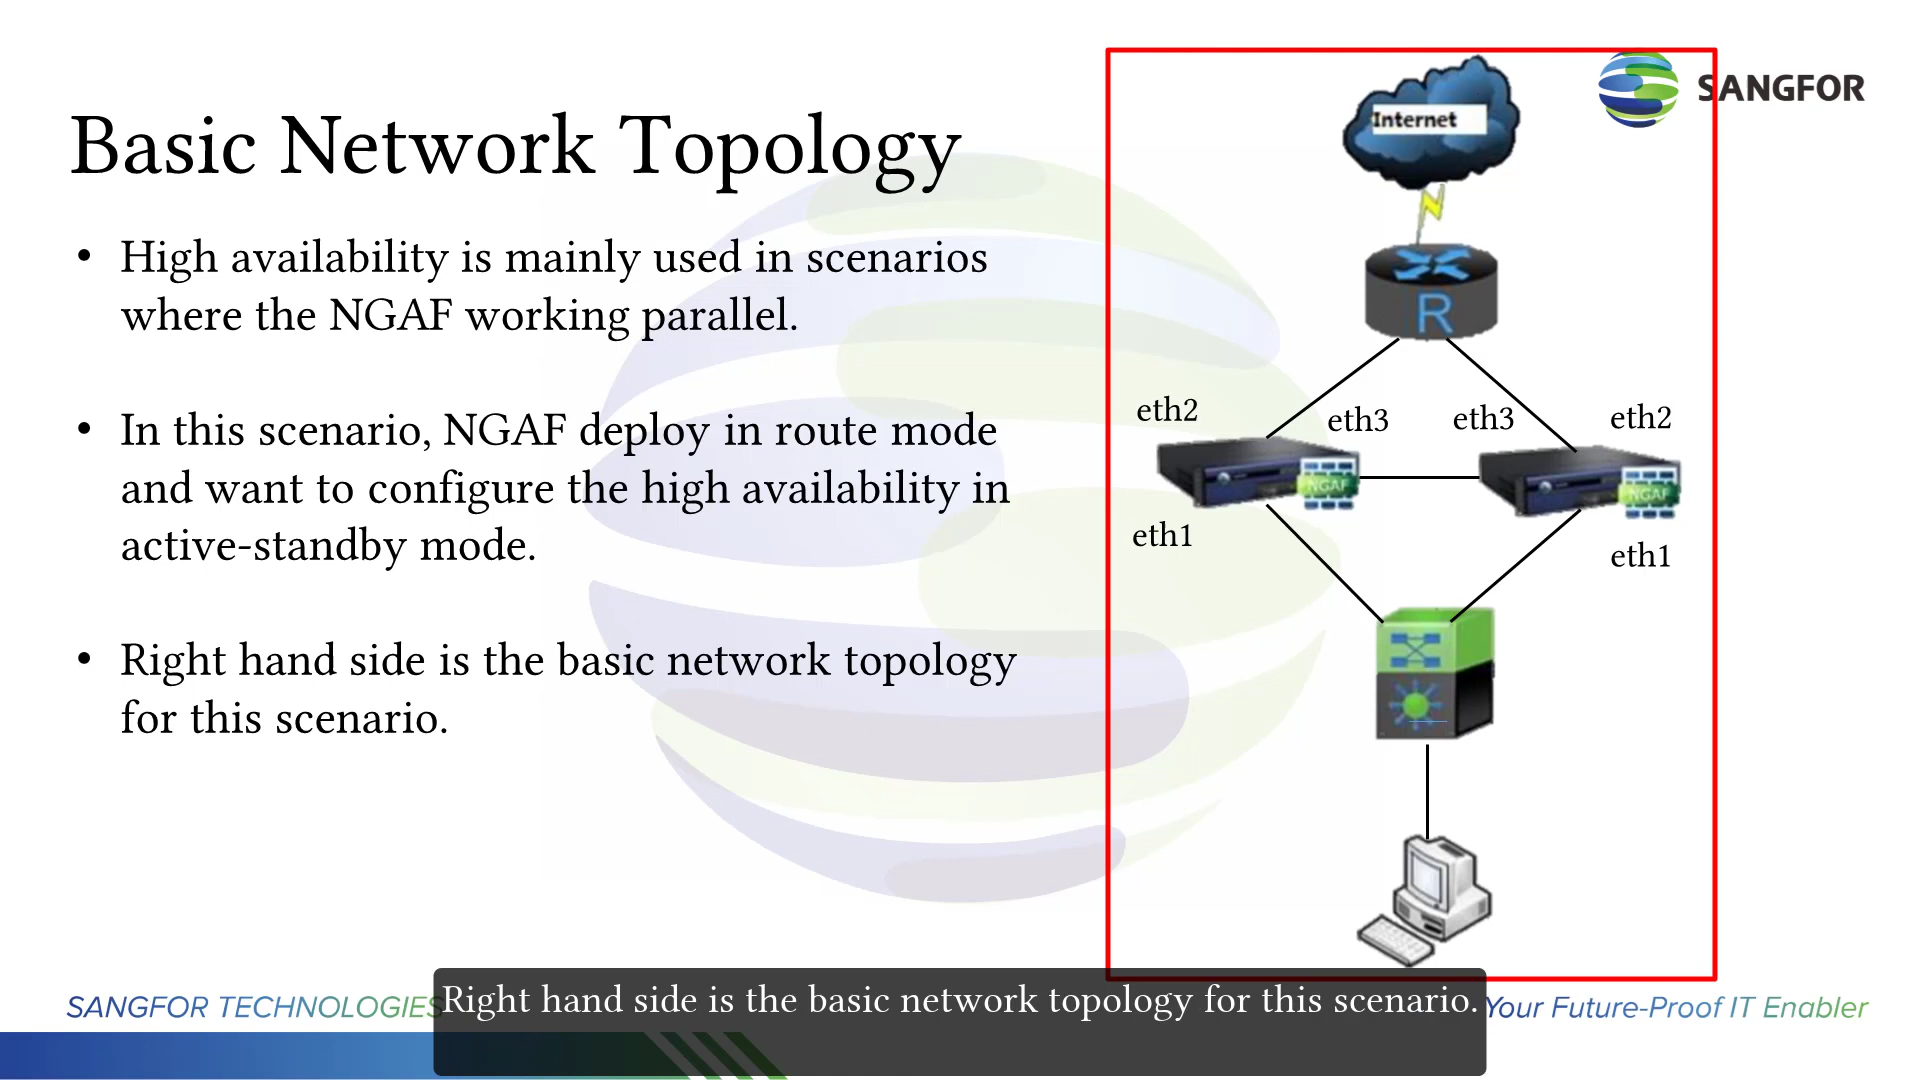 SANGFOR
Basic Network Topology
• High availability is mainly used in scenarios
where the NGAF working parallel.
• In this scenario, NGAF deploy in route mode
and want to configure the high availability in
active-standby mode.
• Right hand side is the basic network topology
for this scenario.
Internet
R
eth2
eth3
eth3
eth2
NGAF
NGAF
eth1
eth1
SANGFOR TECHNOLOGIES
Right hand side is the basic network topology for this scenario.
Your Future-Proof IT Enabler